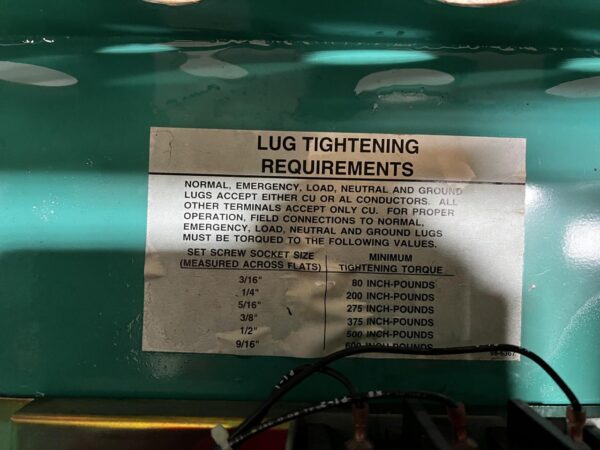 LUG TIGHTENING
REQUIREMENTS
NORMAL, EMERGENCY, LOAD, NEUTRAL AND GROUND
LUGS ACCEPT EITHER CU OR AL CONDUCTORS. ALL
OTHER TERMINALS ACCEPT ONLY CU. FOR PROPER
OPERATION, FIELD CONNECTIONS TO NORMAL,
EMERGENCY, LOAD, NEUTRAL AND GROUND LUGS
MUST BE TORQUED TO THE FOLLOWING VALUES.
SET SCREW SOCKET SIZE MINIMUM
(MEASURED ACROSS FLATS) TIGHTENING TORQUE
3/16" 80 INCH-POUNDS
1/4" 200 INCH-POUNDS
5/16" 275 INCH-POUNDS
3/8" 375 INCH-POUNDS
1/2" 500 INCH-POUNDS
9/16" 600 INCH-POUNDS